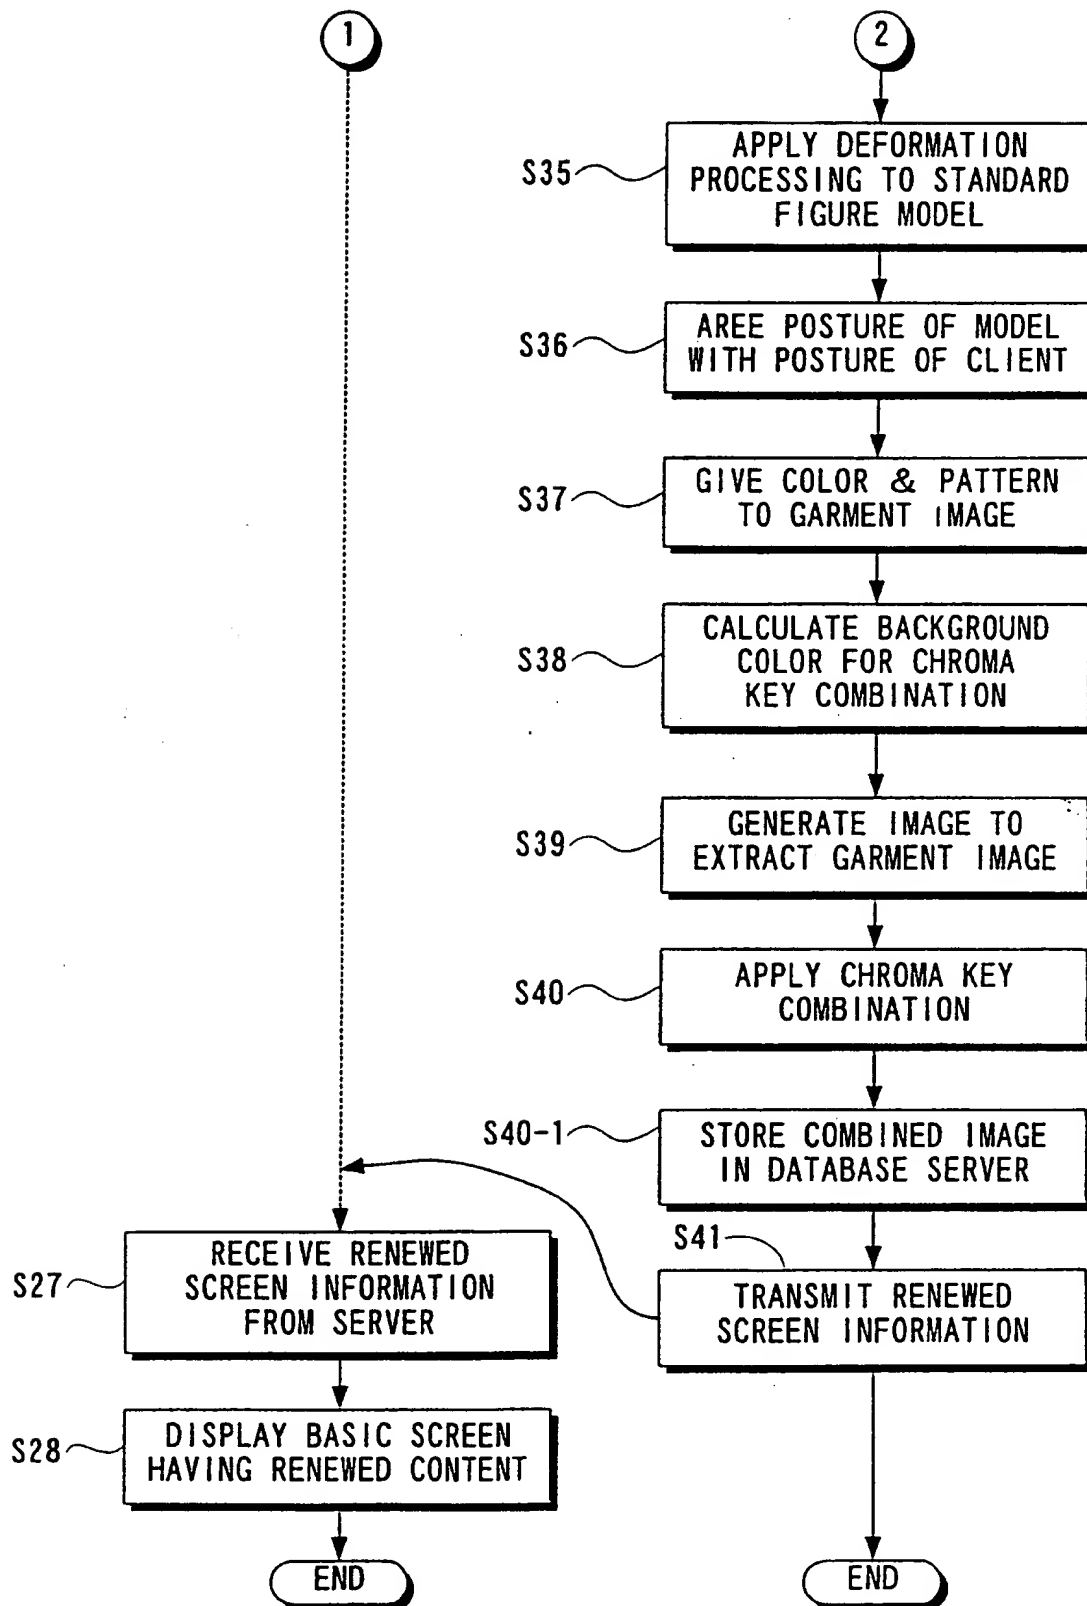 1
2
S35
APPLY DEFORMATION
PROCESSING TO STANDARD
FIGURE MODEL
S36
AREE POSTURE OF MODEL
WITH POSTURE OF CLIENT
S37
GIVE COLOR & PATTERN
TO GARMENT IMAGE
S38
CALCULATE BACKGROUND
COLOR FOR CHROMA
KEY COMBINATION
S39
GENERATE IMAGE TO
EXTRACT GARMENT IMAGE
S40
APPLY CHROMA KEY
COMBINATION
S40-1
STORE COMBINED IMAGE
IN DATABASE SERVER
S41
TRANSMIT RENEWED
SCREEN INFORMATION
S27
RECEIVE RENEWED
SCREEN INFORMATION
FROM SERVER
S28
DISPLAY BASIC SCREEN
HAVING RENEWED CONTENT
END
END